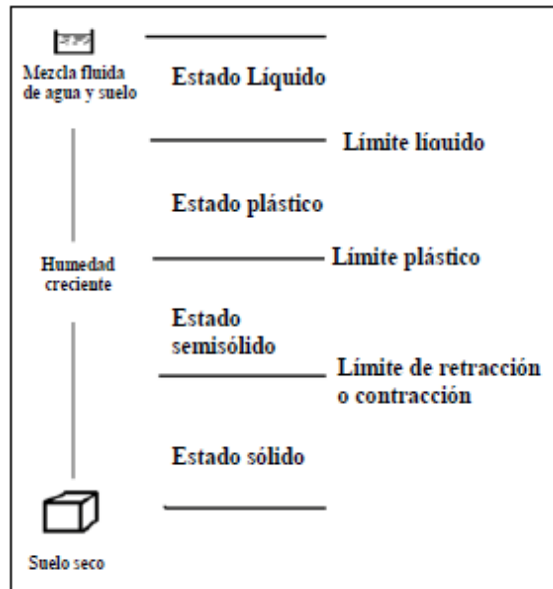 Mezcla fluida
de agua y suelo
Estado Líquido
Límite líquido
Estado plástico
Humedad
creciente
Límite plástico
Estado
semisólido
Límite de retracción
o contracción
Estado sólido
Suelo seco